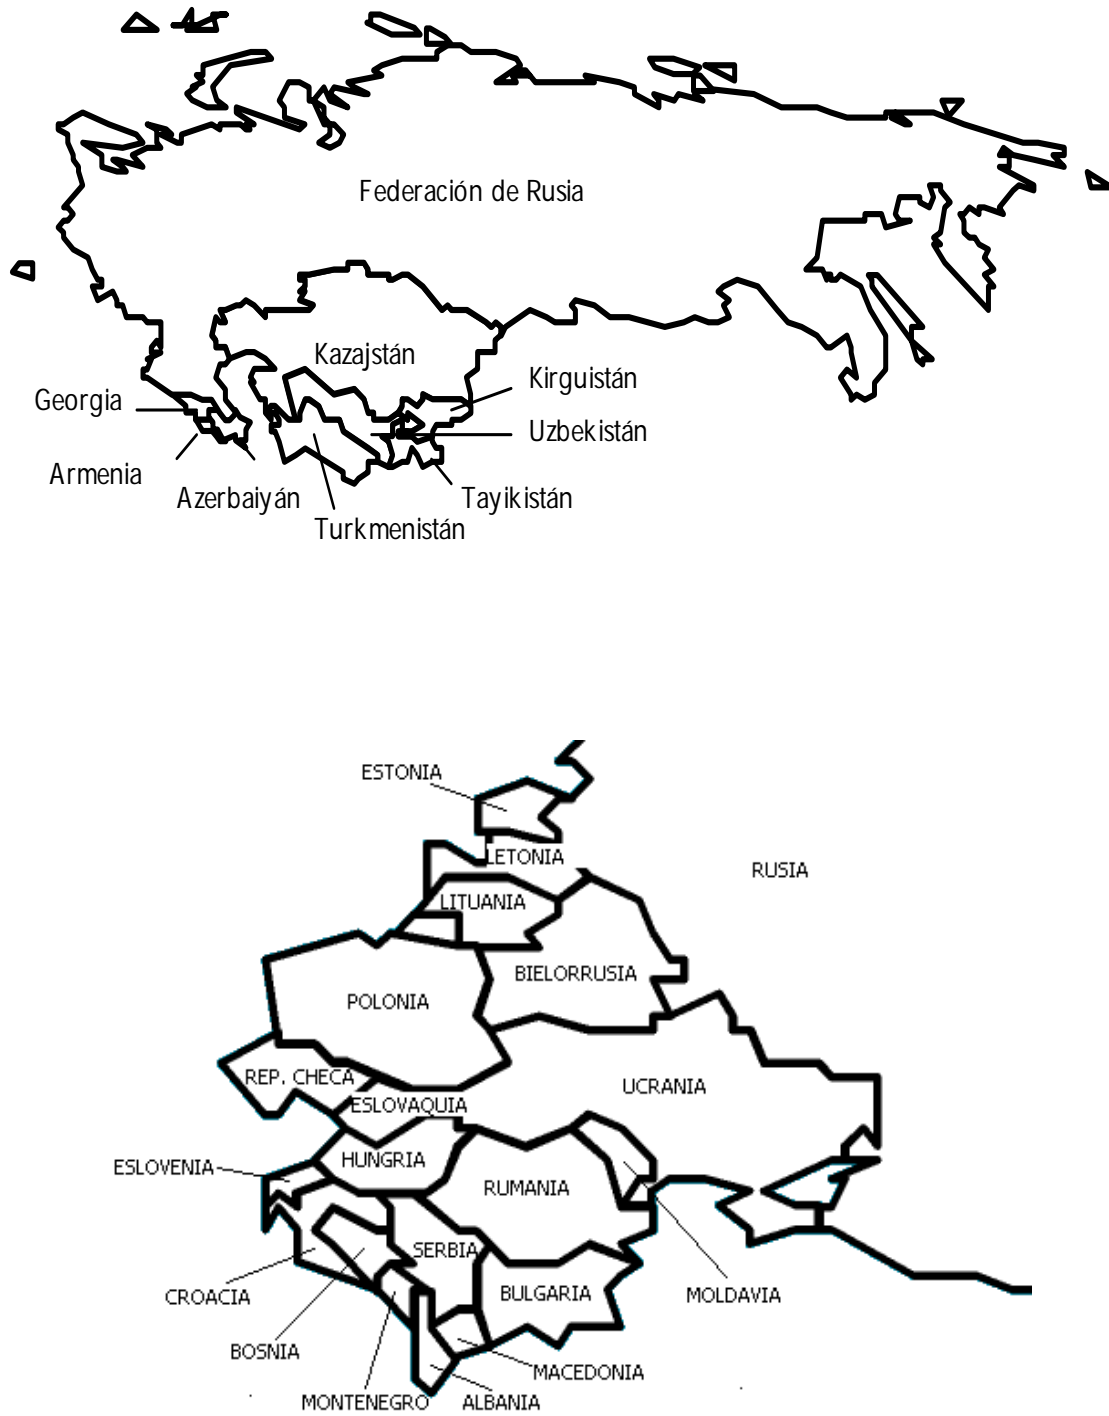 Federación de Rusia
Kazajstán
Kirguistán
Georgia
Uzbekistán
Armenia
Azerbaiyán
Tayikistán
Turkmenistán
ESTONIA
LETONIA
RUSIA
LITUANIA
BIELORRUSIA
POLONIA
REP. CHECA
UCRANIA
ESLOVAQUIA
HUNGRIA
ESLOVENIA
RUMANIA
SERBIA
BULGARIA
MOLDAVIA
CROACIA
BOSNIA
MACEDONIA
MONTENEGRO
ALBANIA